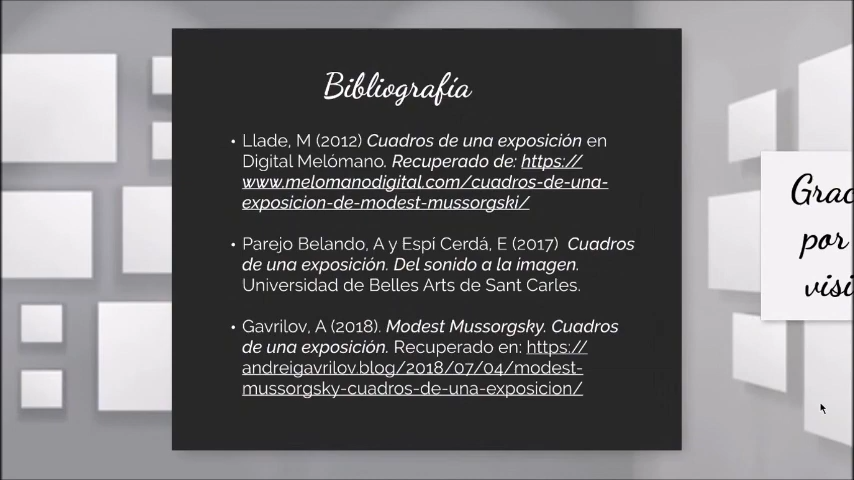 Bibliografía
• Llade, M (2012) Cuadros de una exposición en
Digital Melómano. Recuperado de: https://
www.melomanodigital.com/cuadros-de-una-
exposicion-de-modest-mussorgski/
• Parejo Belando, A y Espí Cerdá, E (2017) Cuadros
de una exposición. Del sonido a la imagen.
Universidad de Belles Arts de Sant Carles.
• Gavrilov, A (2018). Modest Mussorgsky. Cuadros
de una exposición. Recuperado en: https://
andreigavrilov.blog/2018/07/04/modest-
mussorgsky-cuadros-de-una-exposicion/
por